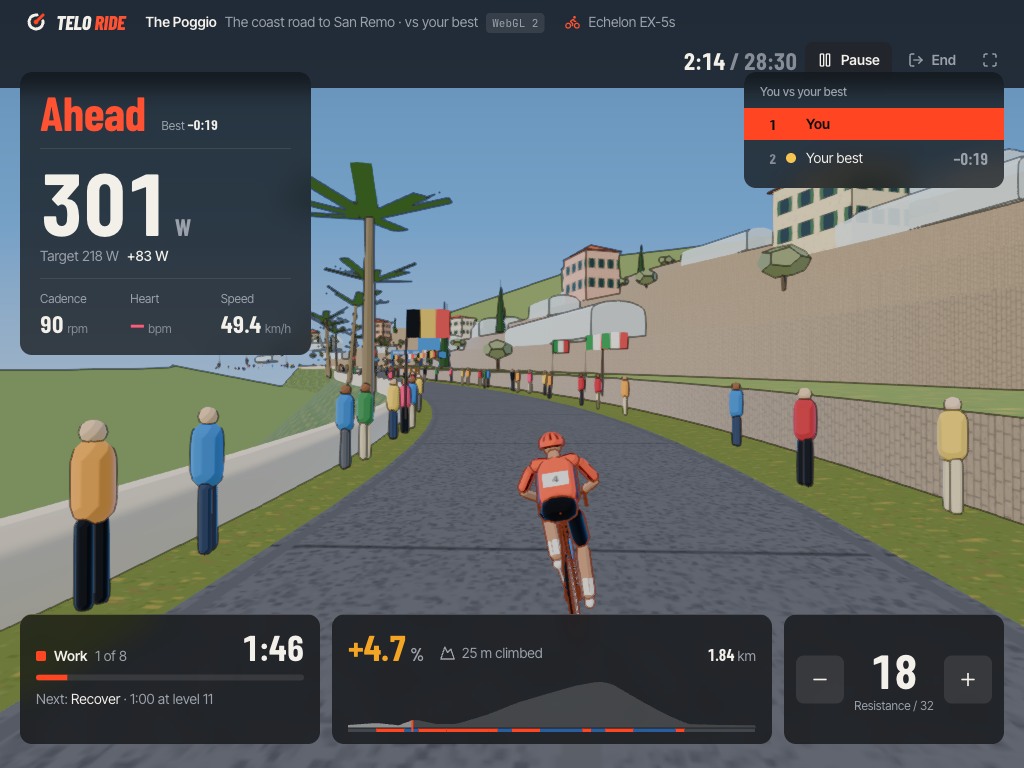 TELO RIDE The Poggio The coast road to San Remo · vs your best WebGL 2 Echelon EX-5s
2:14 / 28:30 Pause End
Ahead Best −0:19
301 W
Target 218 W +83 W
Cadence Heart Speed
90 rpm — bpm 49.4 km/h
You vs your best
1 You
2 Your best −0:19
4
Work 1 of 8 1:46
Next: Recover · 1:00 at level 11
+4.7 % 25 m climbed 1.84 km
− 18 +
Resistance / 32